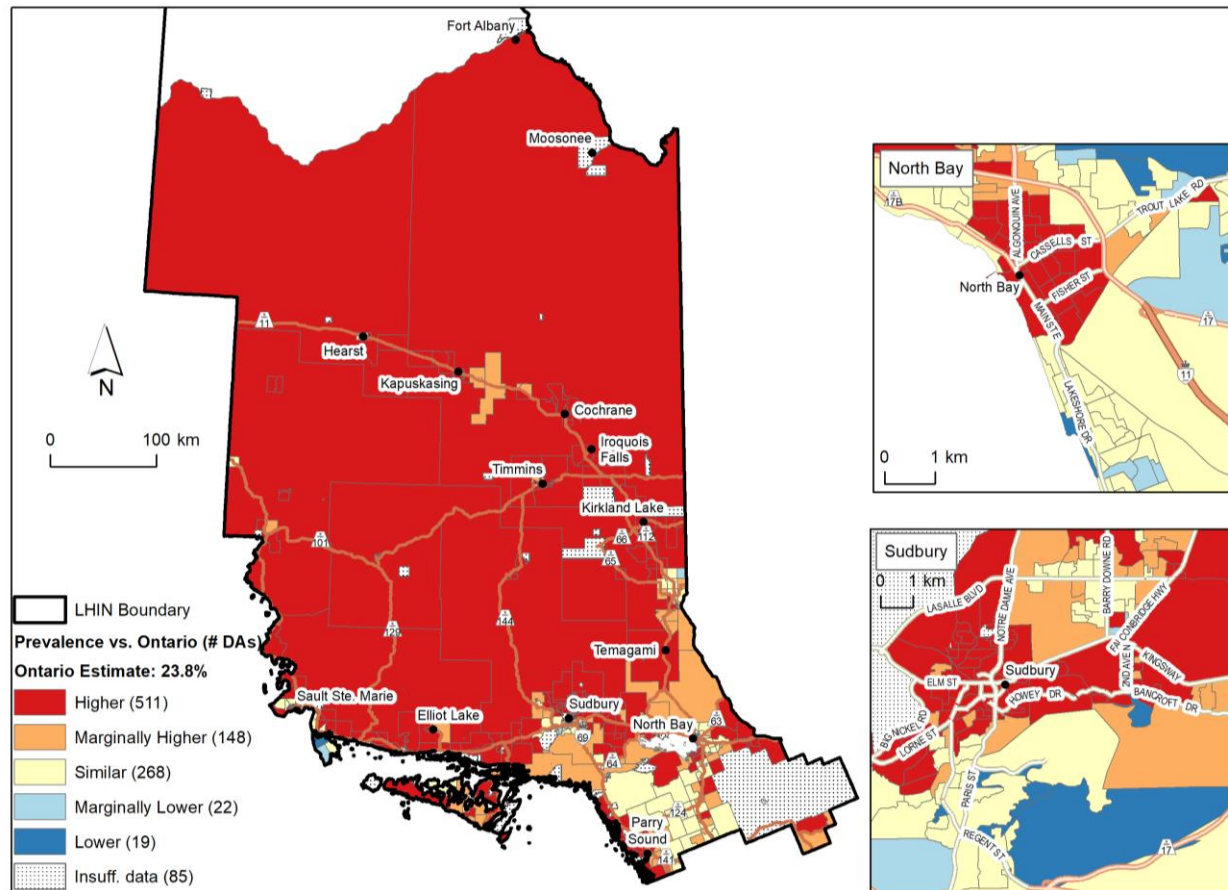 Fort Albany
Moosonee
11
Hearst
Kapuskasing
Cochrane
Iroquois
Falls
Timmins
Kirkland Lake
66
112
65
101
129
144
Temagami
Sault Ste. Marie
Elliot Lake
Sudbury
North Bay
69
63
64
124
Parry
Sound
141
N
0 100 km
LHIN Boundary
Prevalence vs. Ontario (# DAs)
Ontario Estimate: 23.8%
Higher (511)
Marginally Higher (148)
Similar (268)
Marginally Lower (22)
Lower (19)
Insuff. data (85)
North Bay
17B
ALGONQUIN AVE
TROUT LAKE RD
CASSELLS ST
North Bay
FISHER ST
MAIN ST E
17
11
LAKESHORE DR
0 1 km
Sudbury
0 1 km
LASALLE BLVD
NOTRE DAME AVE
BARRY DOWNE RD
FALCONBRIDGE HWY
2ND AVE N
KINGSWAY
Sudbury
ELM ST
HOWEY DR
BANCROFT DR
BIG NICKEL RD
LORNE ST
PARIS ST
REGENT ST
17